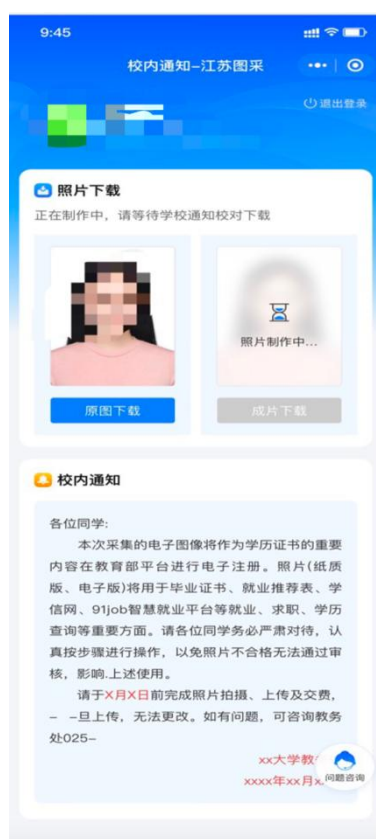 9:45
校内通知-江苏图采
退出登录
照片下载
正在制作中，请等待学校通知校对下载
照片制作中...
原图下载
成片下载
校内通知
各位同学:
本次采集的电子图像将作为学历证书的重要
内容在教育部平台进行电子注册。照片(纸质
版、电子版)将用于毕业证书、就业推荐表、学
信网、91job智慧就业平台等就业、求职、学历
查询等重要方面。请各位同学务必严肃对待，认
真按步骤进行操作，以免照片不合格无法通过审
核，影响.上述使用。
请于X月X日前完成照片拍摄、上传及交费，
– –旦上传，无法更改。如有问题，可咨询教务
处025–
xx大学教
xxxx年xx月x
问题咨询